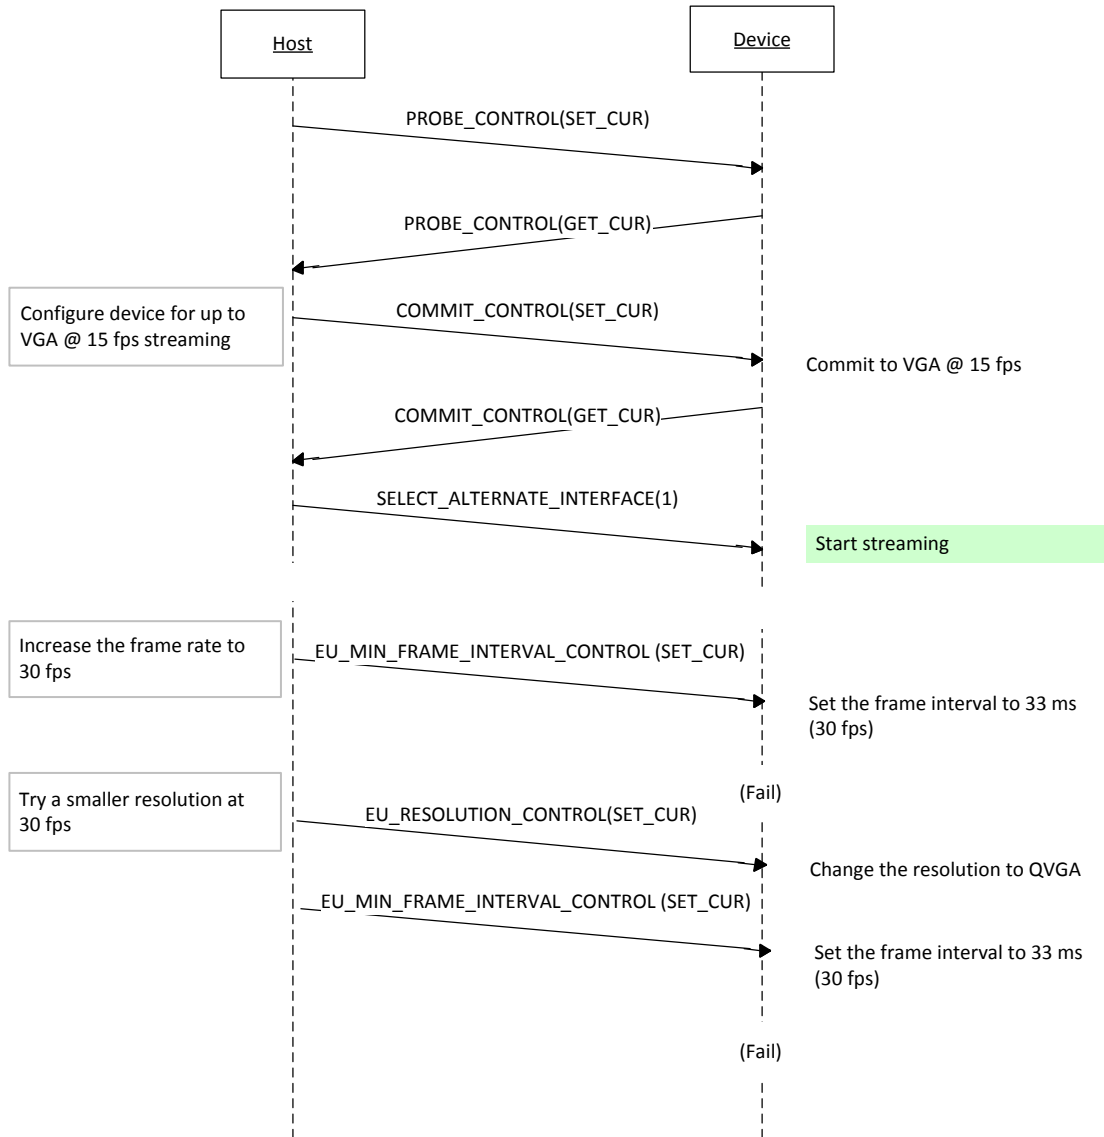 Host
Device
PROBE_CONTROL(SET_CUR)
PROBE_CONTROL(GET_CUR)
Configure device for up to
VGA @ 15 fps streaming
COMMIT_CONTROL(SET_CUR)
Commit to VGA @ 15 fps
COMMIT_CONTROL(GET_CUR)
SELECT_ALTERNATE_INTERFACE(1)
Start streaming
Increase the frame rate to
30 fps
EU_MIN_FRAME_INTERVAL_CONTROL (SET_CUR)
Set the frame interval to 33 ms
(30 fps)
(Fail)
Try a smaller resolution at
30 fps
EU_RESOLUTION_CONTROL(SET_CUR)
Change the resolution to QVGA
EU_MIN_FRAME_INTERVAL_CONTROL (SET_CUR)
Set the frame interval to 33 ms
(30 fps)
(Fail)